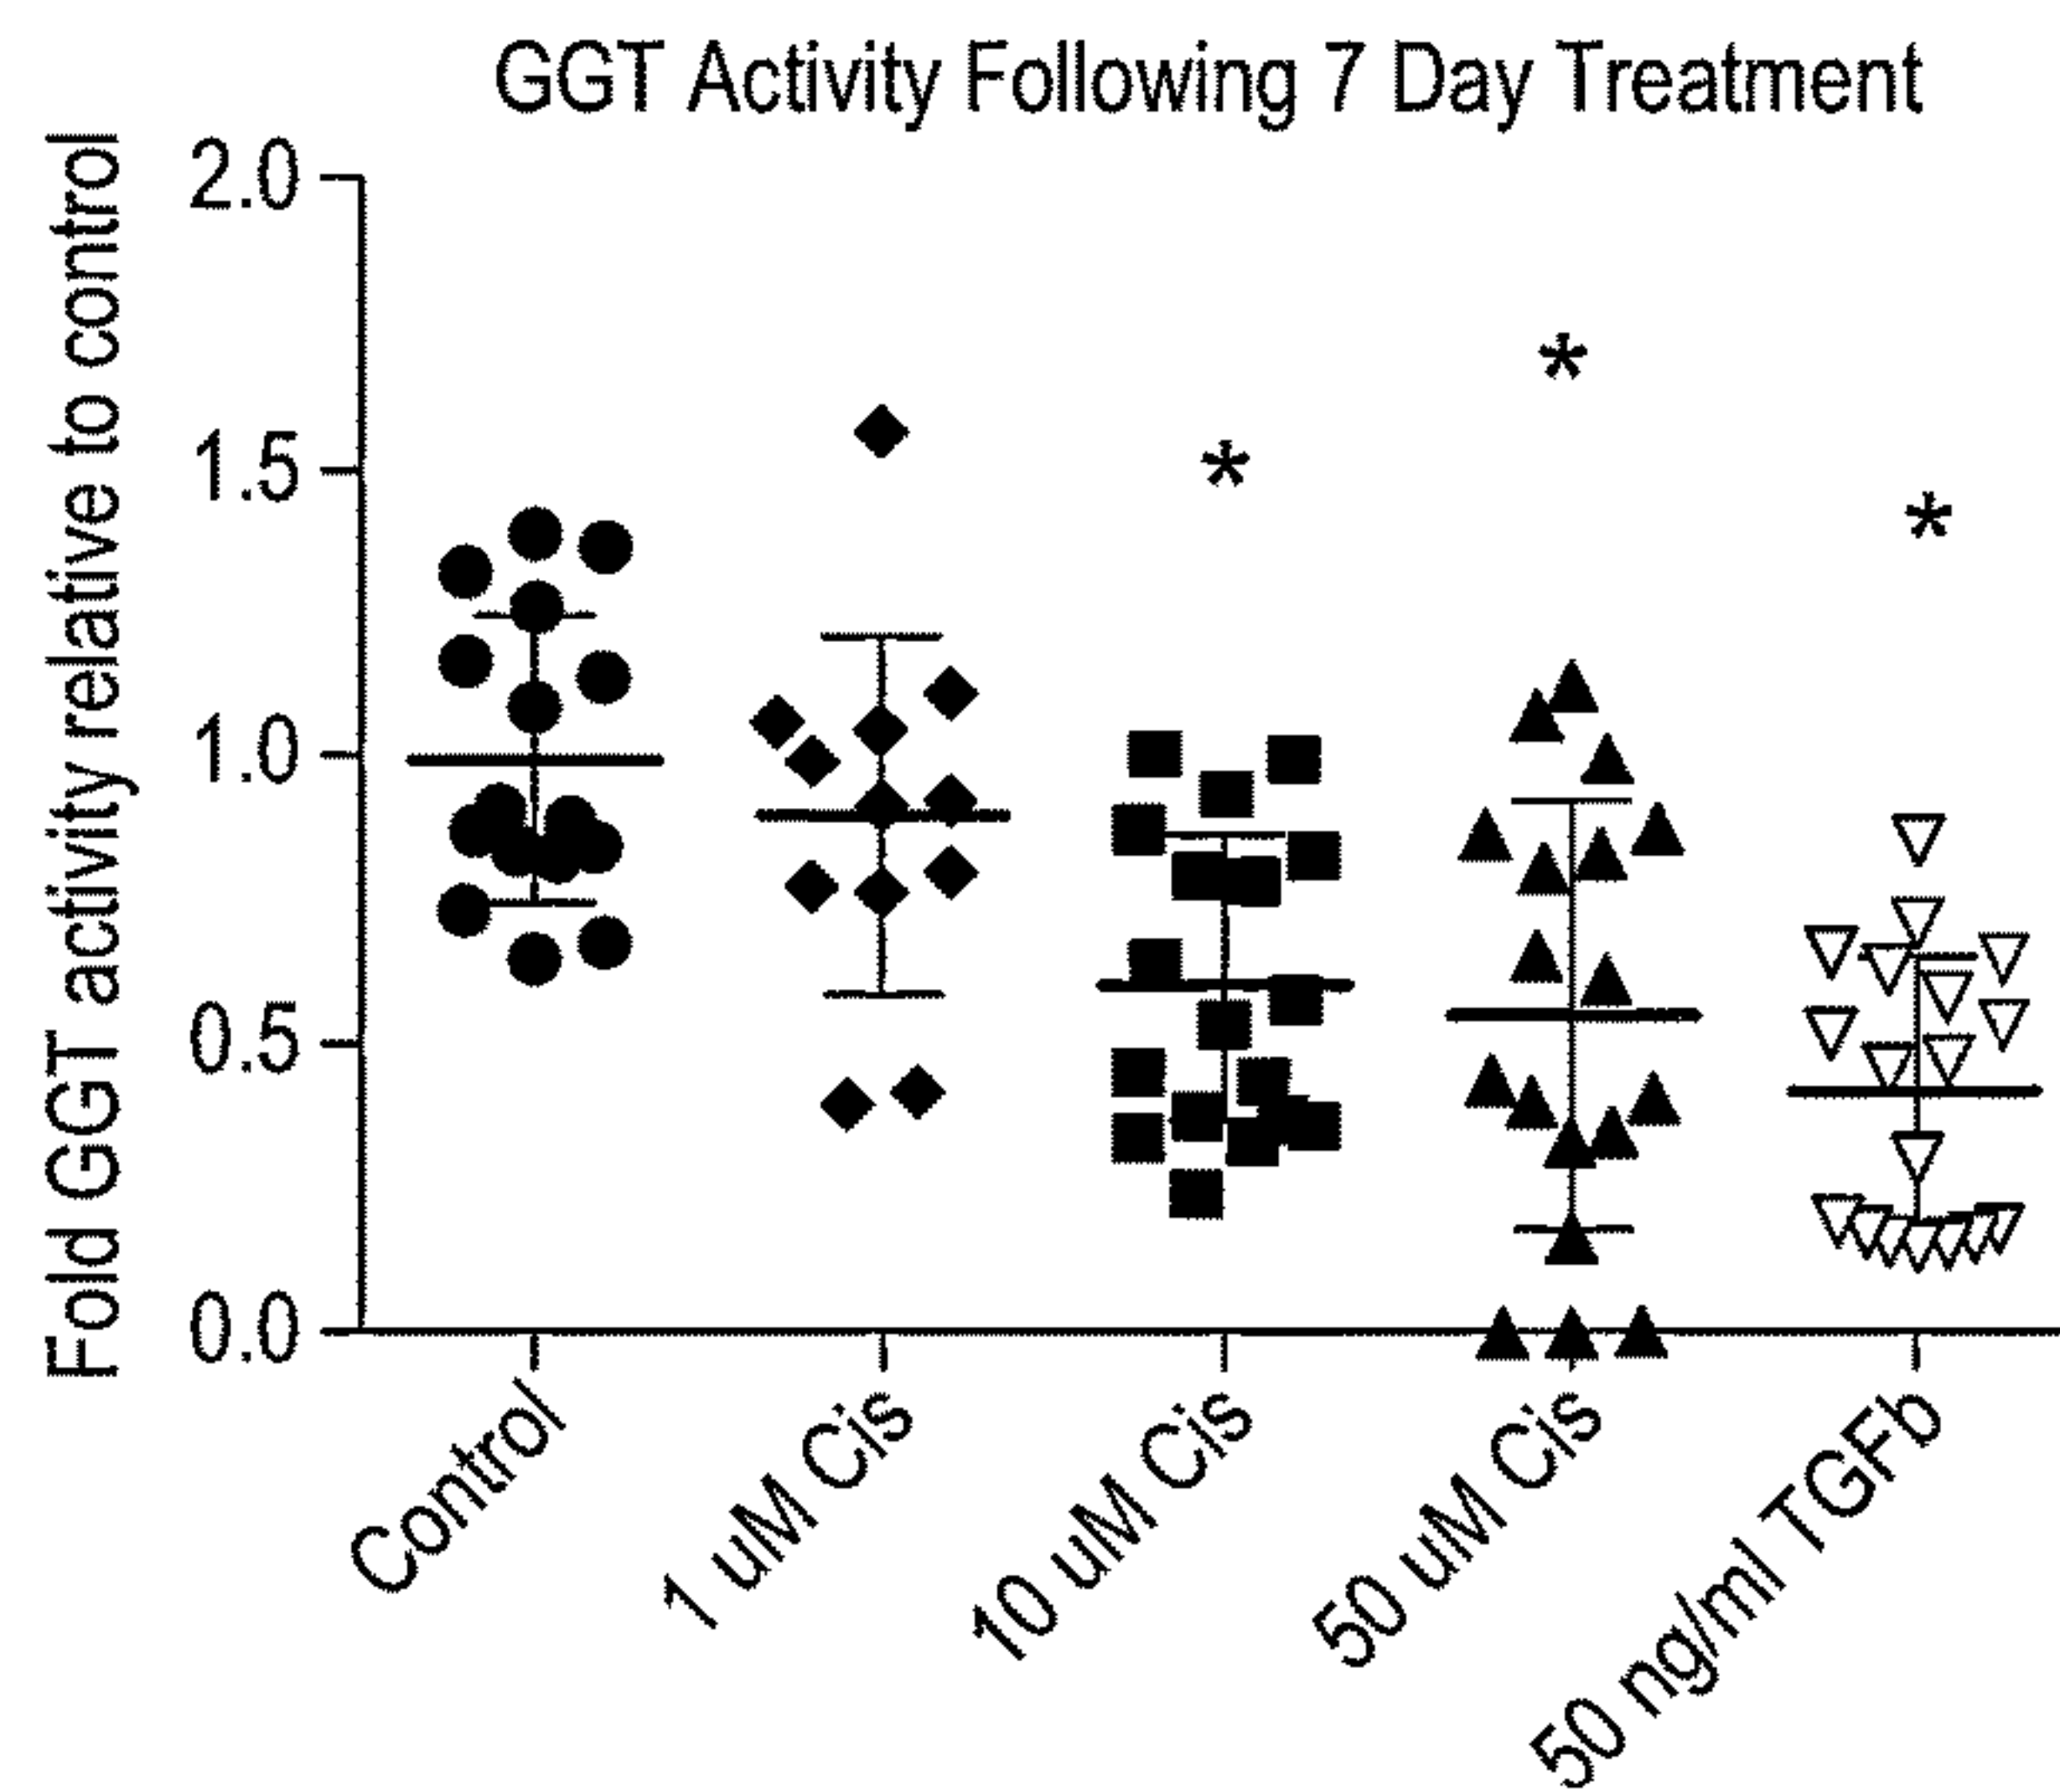 GGT Activity Following 7 Day Treatment
Fold GGT activity relative to control
2.0
1.5
1.0
0.5
0.0
*
*
*
Control
1 uM Cis
10 uM Cis
50 uM Cis
50 ng/ml TGFb